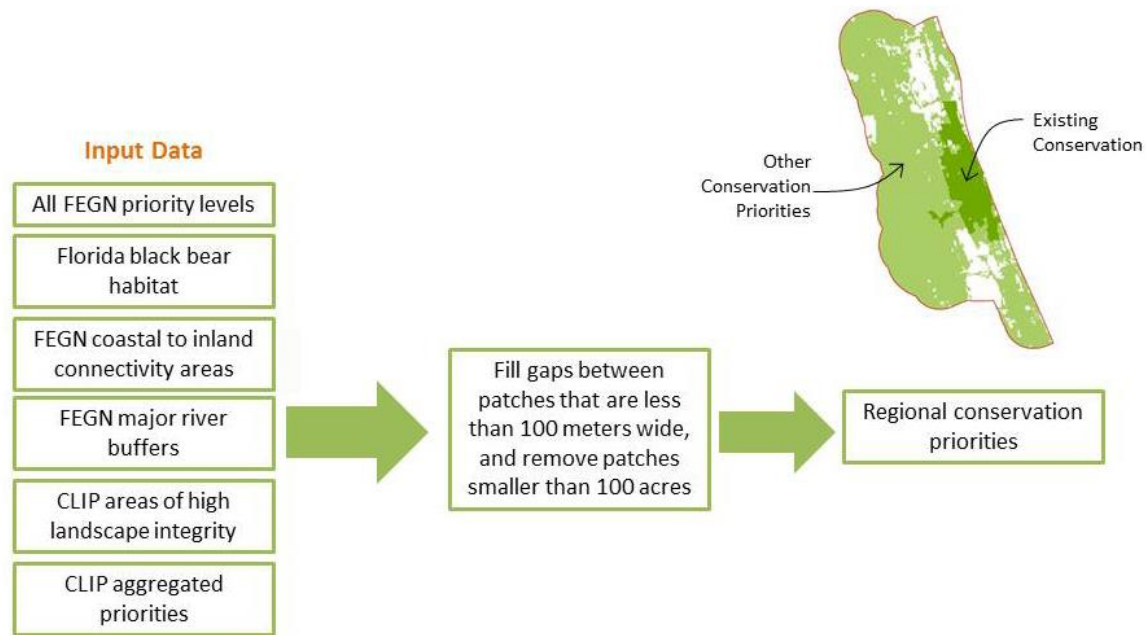 Input Data
All FEGN priority levels
Florida black bear
habitat
FEGN coastal to inland
connectivity areas
FEGN major river
buffers
CLIP areas of high
landscape integrity
CLIP aggregated
priorities
Fill gaps between
patches that are less
than 100 meters wide,
and remove patches
smaller than 100 acres
Regional conservation
priorities
Other
Conservation
Priorities
Existing
Conservation